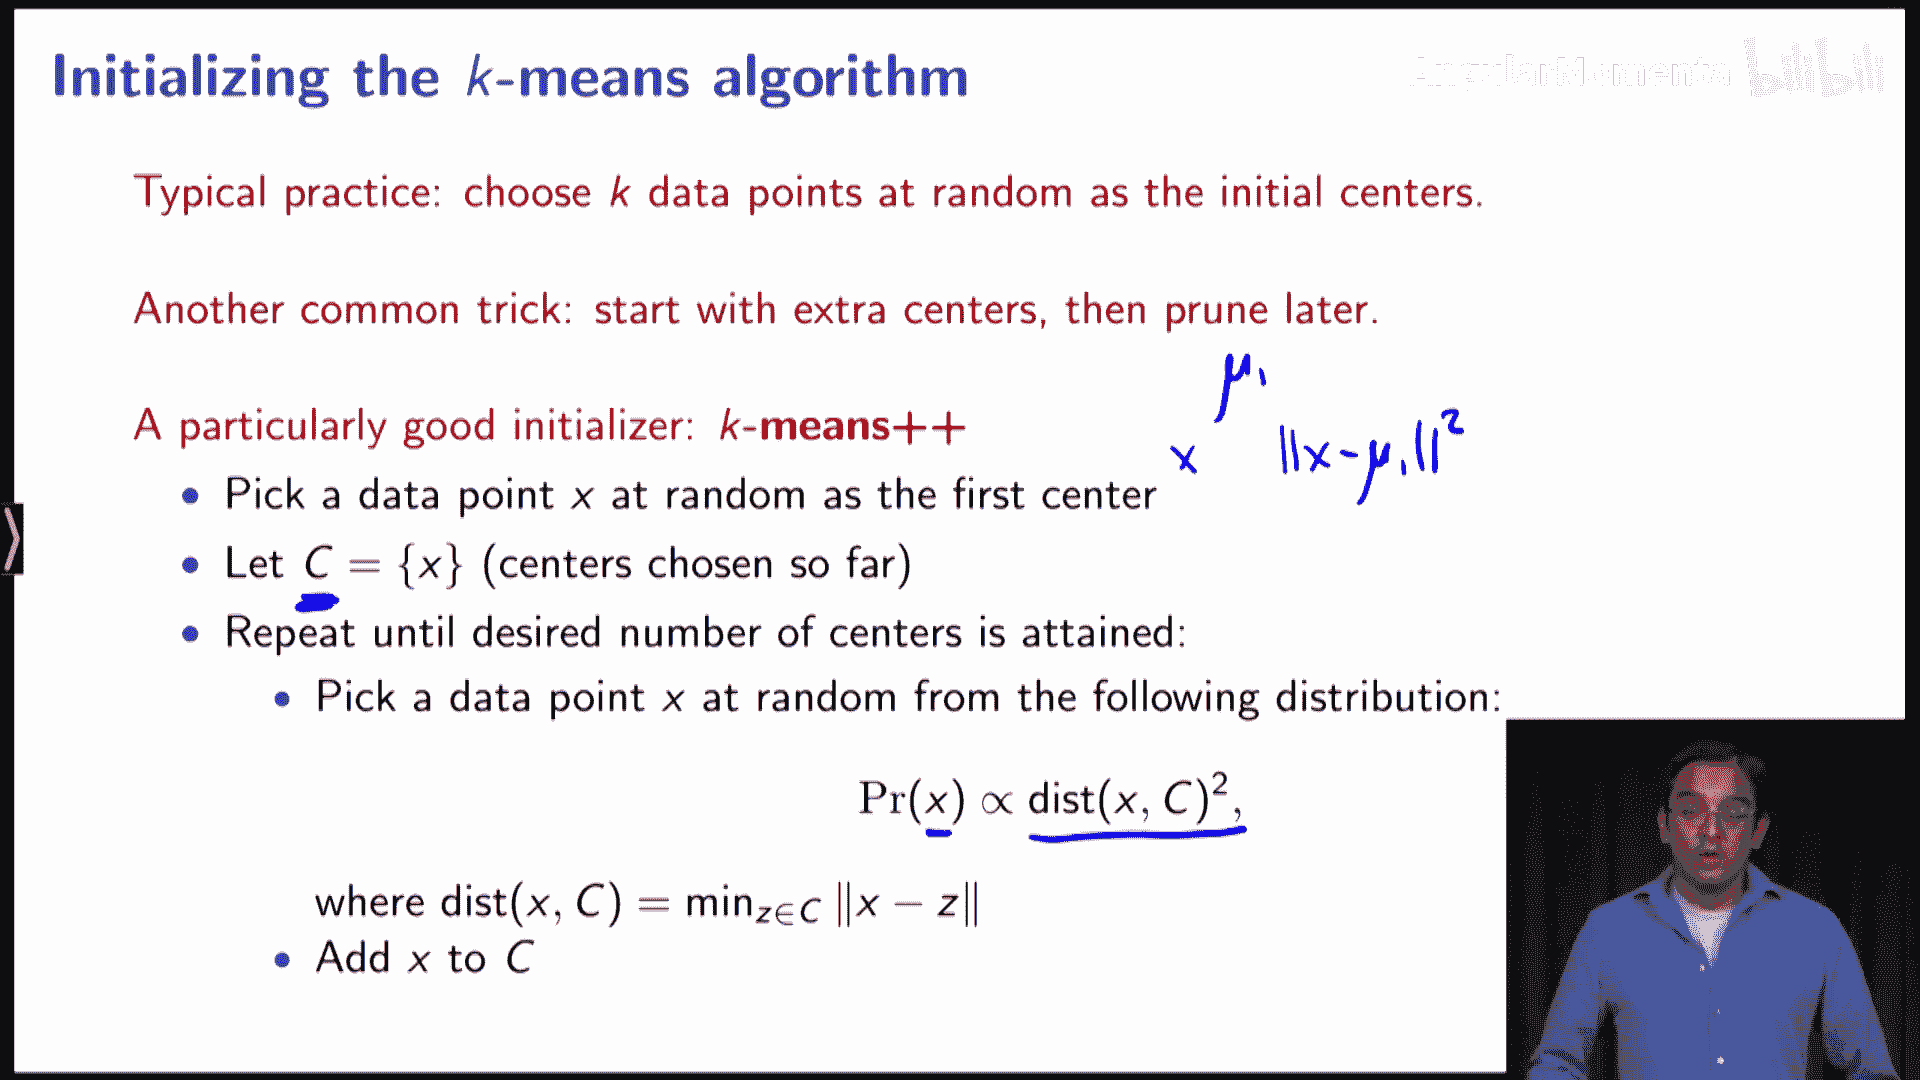 Initializing the k-means algorithm
AngularMomenta bilibili
Typical practice: choose k data points at random as the initial centers.
Another common trick: start with extra centers, then prune later.
μ₁
A particularly good initializer: k-means++
x ||x-μ₁||²
• Pick a data point x at random as the first center
• Let C = {x} (centers chosen so far)
• Repeat until desired number of centers is attained:
• Pick a data point x at random from the following distribution:
Pr(x) ∝ dist(x, C)²,
where dist(x, C) = min_{z∈C} ‖x − z‖
• Add x to C